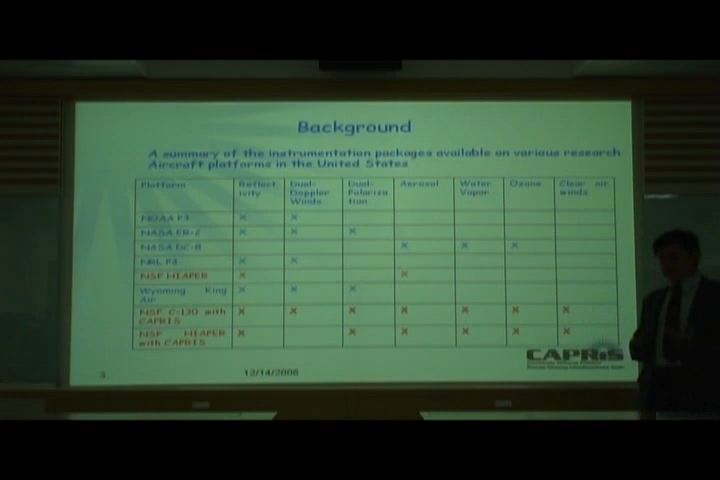 Background
A summary of the instrumentation packages available on various research
Aircraft platforms in the United States
Platform Reflect ivity Dual- Doppler Winds Dual- Polariza tion Aerosol Water Vapor Ozone Clear air winds
NOAA P3 X X
NASA ER-2 X X X
NASA DC-8 X X X
NRL P3 X X
NSF HIAPER X X
Wyoming King Air X X X
NSF C-130 with CAPRIS X X X X X X X
NSF HIAPER with CAPRIS X X X X X X
CAPRIS
3 12/14/2008